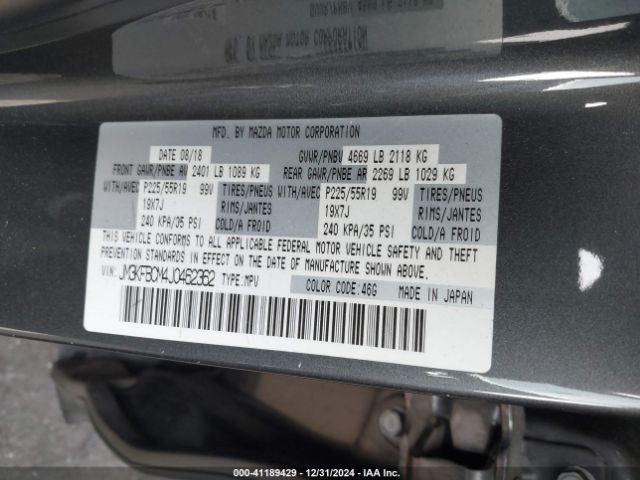 MFD. BY MAZDA MOTOR CORPORATION
DATE 08/18 GVWR/PNBV 4669 LB 2118 KG
FRONT GAWR/PNBE AV 2401 LB 1089 KG REAR GAWR/PNBE AR 2269 LB 1029 KG
WITH/AVEC P225/55R19 99V TIRES/PNEUS WITH/AVEC P225/55R19 99V TIRES/PNEUS
19X7J RIMS/JANTES 19X7J RIMS/JANTES
240 KPA/35 PSI COLD/A FROID 240 KPA/35 PSI COLD/A FROID
THIS VEHICLE CONFORMS TO ALL APPLICABLE FEDERAL MOTOR VEHICLE SAFETY AND THEFT
PREVENTION STANDARDS IN EFFECT ON THE DATE OF MANUFACTURE SHOWN ABOVE.
VIN: JM3KFBCM4J0462362 TYPE: MPV
COLOR CODE:46G MADE IN JAPAN
000-41189429 - 12/31/2024 - IAA Inc.